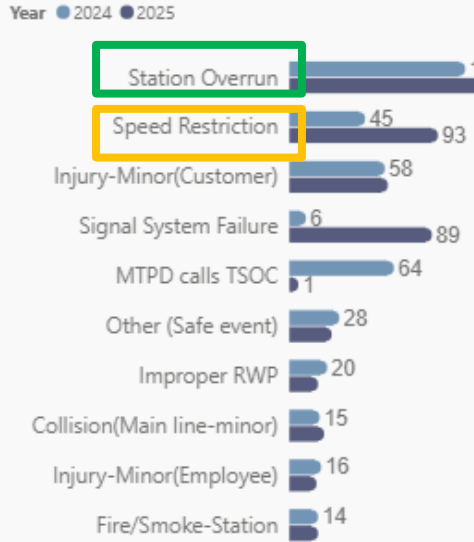 Year 2024 2025
Station Overrun
Speed Restriction 45
93
Injury-Minor(Customer) 58
Signal System Failure 6
89
MTPD calls TSOC 64
1
Other (Safe event) 28
Improper RWP 20
Collision(Main line-minor) 15
Injury-Minor(Employee) 16
Fire/Smoke-Station 14